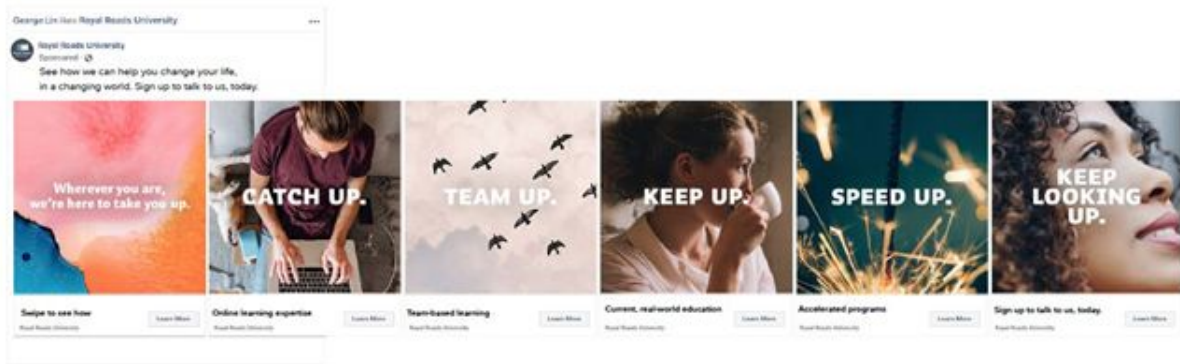 George Lin likes Royal Roads University
Royal Roads University
Sponsored
See how we can help you change your life,
in a changing world. Sign up to talk to us, today.
Wherever you are,
we're here to take you up.
CATCH UP.
TEAM UP.
KEEP UP.
SPEED UP.
KEEP
LOOKING
UP.
Swipe to see how
Royal Roads University
Learn More
Online learning expertise
Royal Roads University
Learn More
Team-based learning
Royal Roads University
Learn More
Current, real-world education
Royal Roads University
Learn More
Accelerated programs
Royal Roads University
Learn More
Sign up to talk to us, today.
Royal Roads University
Learn More